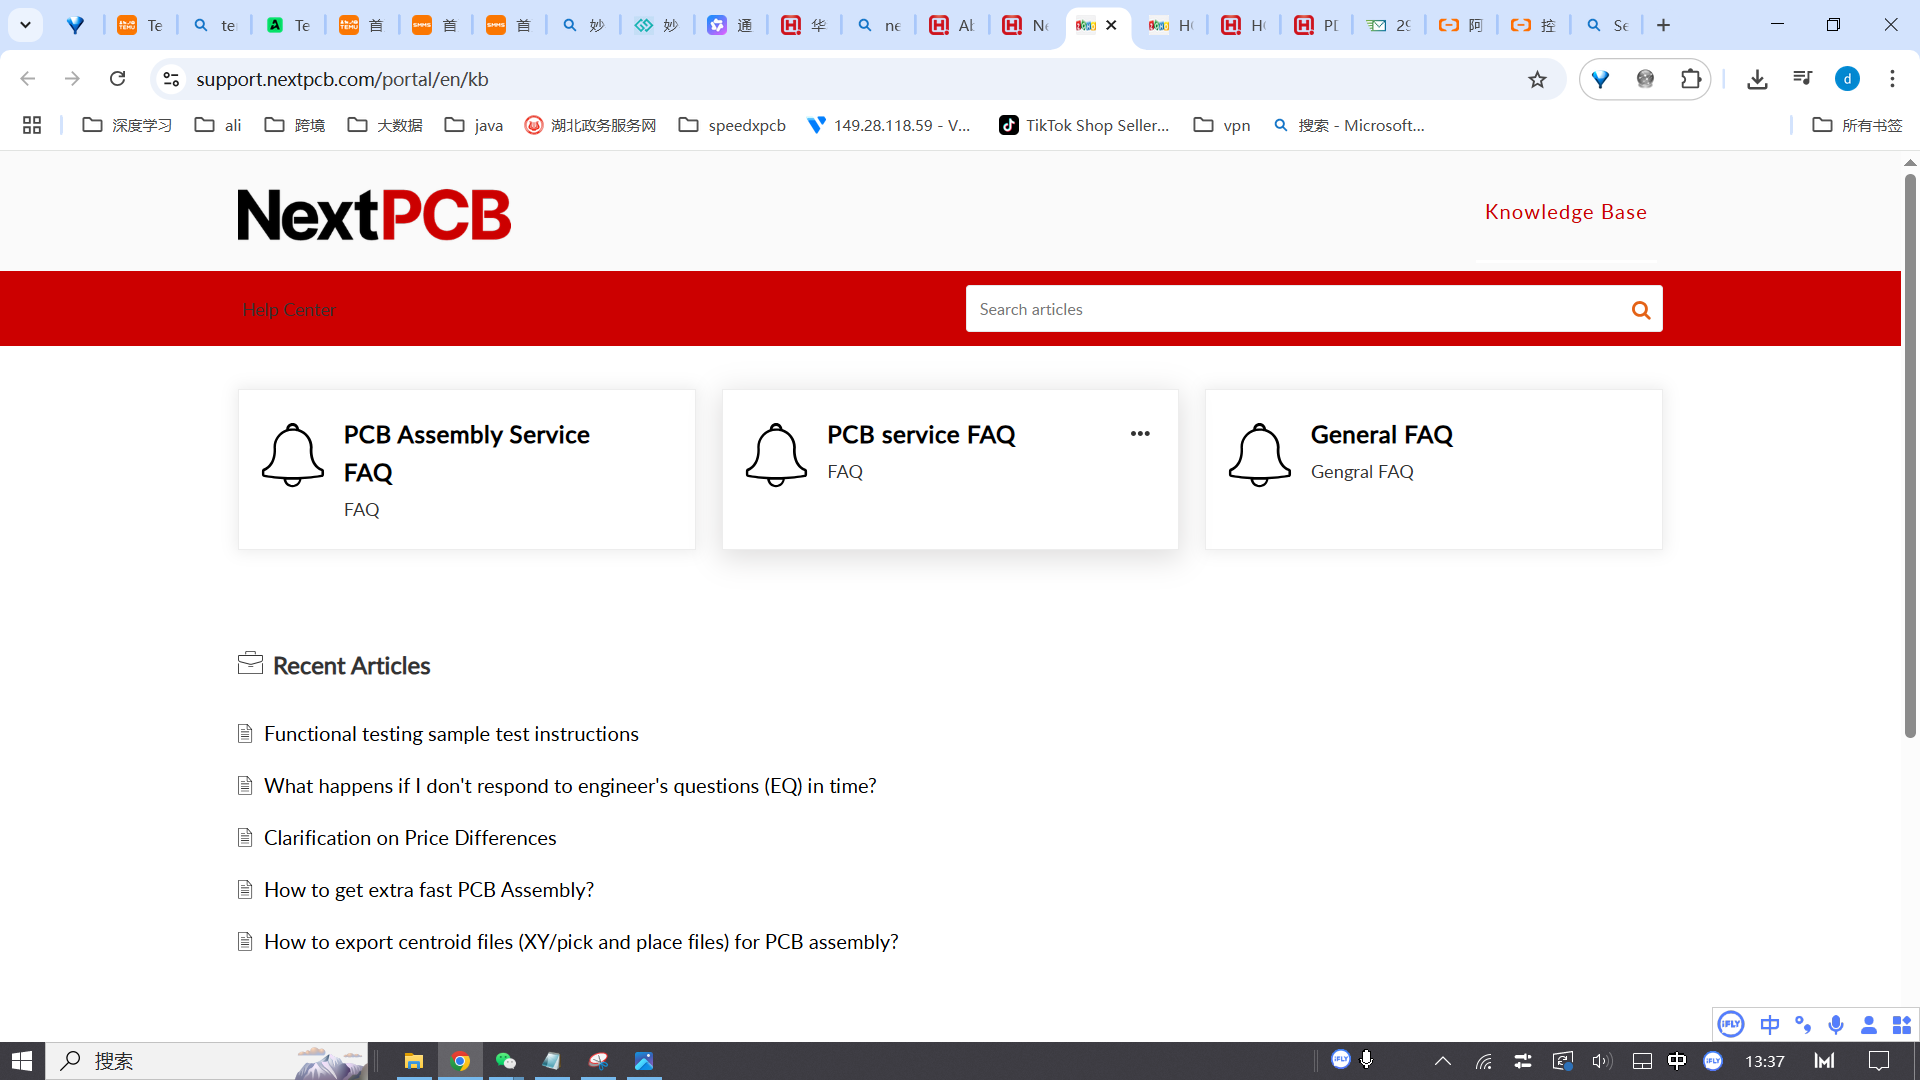 Te
te
Te
首
首
首
妙
妙
通
华
ne
Ab
Ne
HQ
PD
29
阿
控
Se
support.nextpcb.com/portal/en/kb
d
深度学习
ali
跨境
大数据
java
湖北政务服务网
speedxpcb
149.28.118.59 - V...
TikTok Shop Seller...
vpn
搜索 - Microsoft...
所有书签
NextPCB
Knowledge Base
Help Center
Search articles
PCB Assembly Service
FAQ
FAQ
PCB service FAQ
FAQ
General FAQ
Gengral FAQ
Recent Articles
Functional testing sample test instructions
What happens if I don't respond to engineer's questions (EQ) in time?
Clarification on Price Differences
How to get extra fast PCB Assembly?
How to export centroid files (XY/pick and place files) for PCB assembly?
iFLY
中
搜索
中
13:37